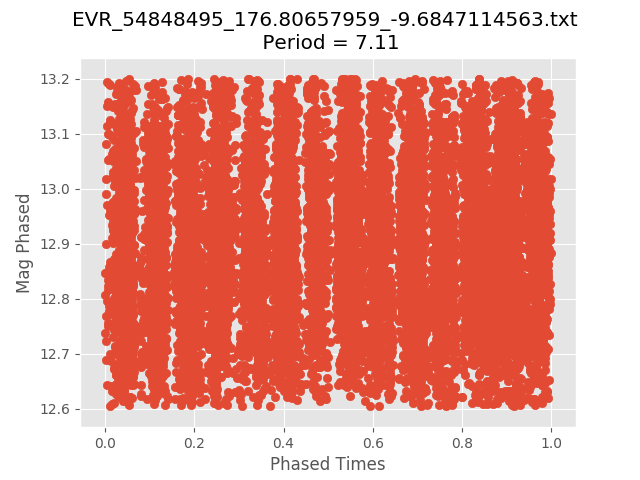 EVR_54848495_176.80657959_-9.6847114563.txt
Period = 7.11
13.2
13.1
13.0
12.9
12.8
12.7
12.6
Mag Phased
0.0 0.2 0.4 0.6 0.8 1.0
Phased Times